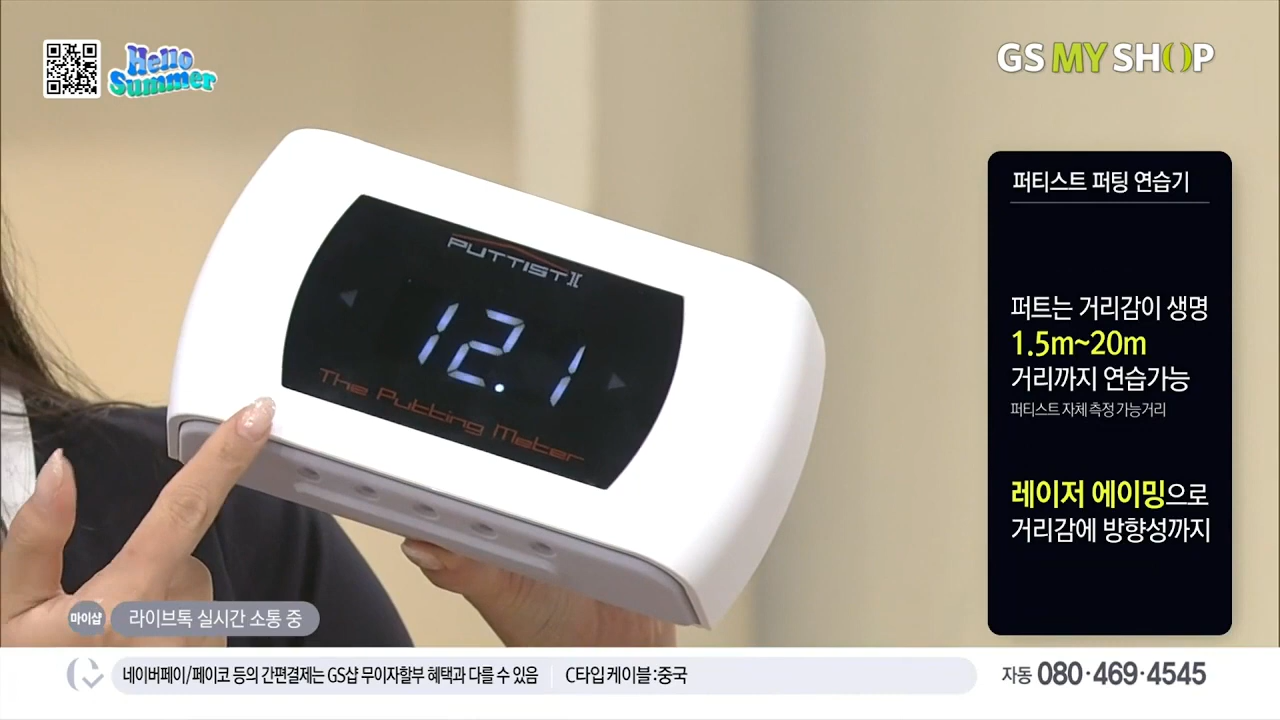 Hello
Summer
GS MY SHOP
퍼티스트 퍼팅 연습기
퍼트는 거리감이 생명
1.5m~20m
거리까지 연습가능
퍼티스트 자체 측정 가능거리
레이저 에이밍으로
거리감에 방향성까지
PUTTIST II
12.1
The Putting Meter
마이샵
라이브톡 실시간 소통 중
네이버페이/페이코 등의 간편결제는 GS샵 무이자할부 혜택과 다를 수 있음
C타입 케이블:중국
자동 080·469·4545